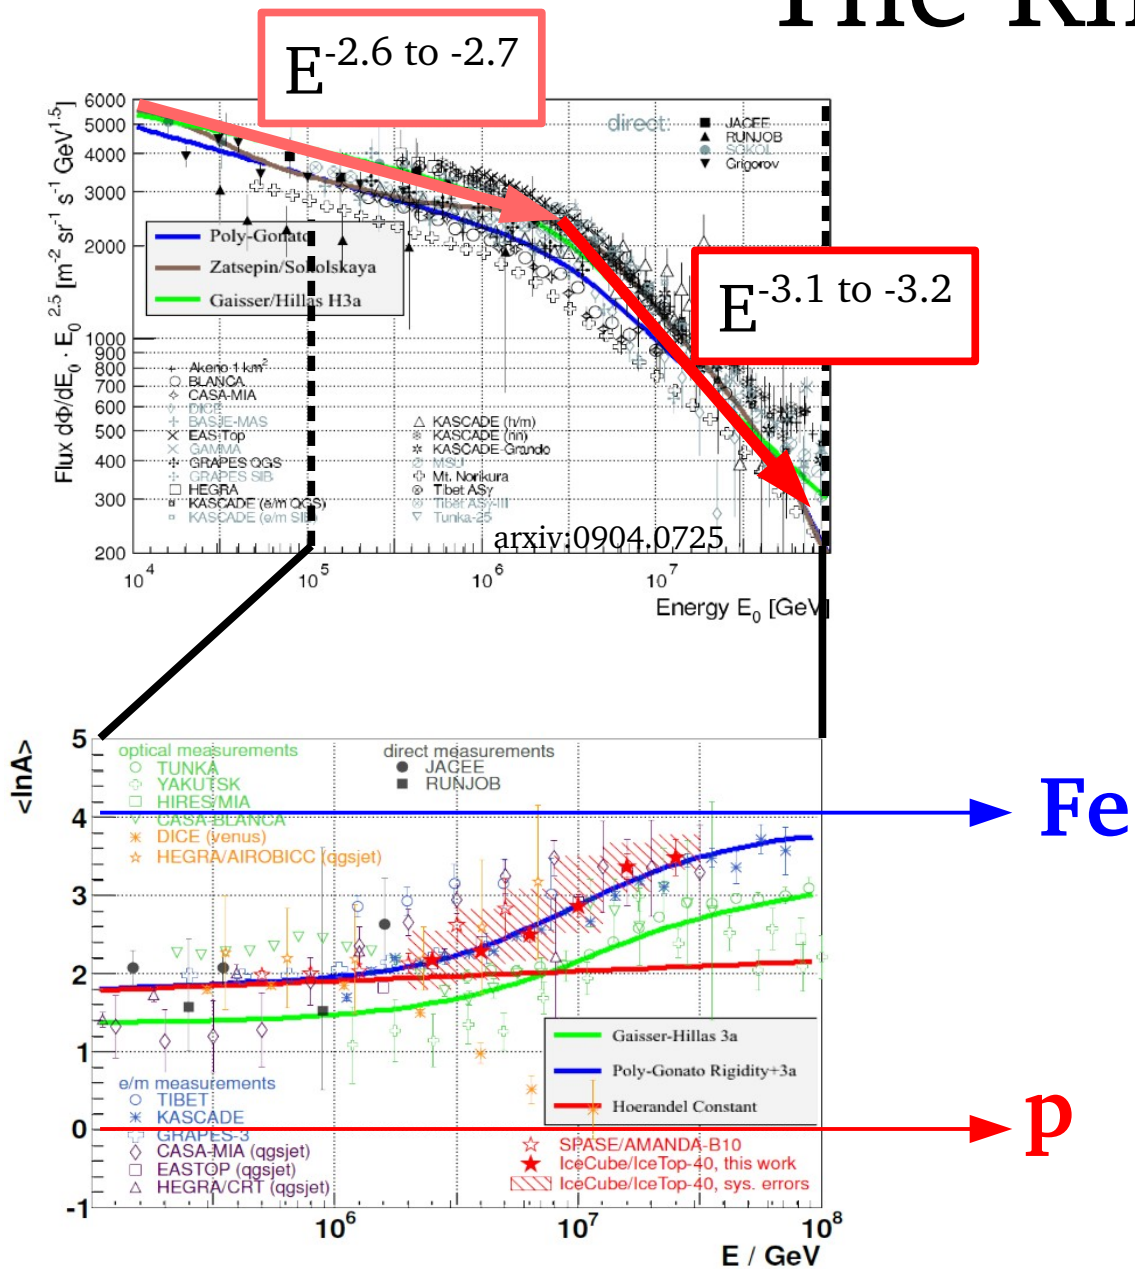 E-2.6 to -2.7
6000
5000
4000
3000
2000
1000
900
800
700
600
500
400
300
200
Flux dΦ/dE0 · E0 2.5 [m-2 sr-1 s-1 GeV1.5]
direct:
JACEE
RUNJOB
SOKOL
Grigorov
Poly-Gonato
Zatsepin/Sokolskaya
Gaisser/Hillas H3a
E-3.1 to -3.2
Akeno 1 km2
BLANCA
CASA-MIA
DICE
BASJE-MAS
EAS-Top
GAMMA
GRAPES QGS
GRAPES SIB
HEGRA
KASCADE (e/m QGS)
KASCADE (e/m SIB)
KASCADE (h/m)
KASCADE (nn)
KASCADE-Grande
MSU
Mt. Norikura
Tibet ASγ
Tibet ASγ-III
Tunka-25
arxiv:0904.0725
10 4
10 5
10 6
10 7
Energy E0 [GeV]
<lnA>
5
4
3
2
1
0
-1
optical measurements
TUNKA
YAKUTSK
HIRES/MIA
CASA-BLANCA
DICE (venus)
HEGRA/AIROBICC (qgsjet)
direct measurements
JACEE
RUNJOB
Fe
Gaisser-Hillas 3a
Poly-Gonato Rigidity+3a
Hoerandel Constant
e/m measurements
TIBET
KASCADE
GRAPES-3
CASA-MIA (qgsjet)
EASTOP (qgsjet)
HEGRA/CRT (qgsjet)
p
SPASE/AMANDA-B10
IceCube/IceTop-40, this work
IceCube/IceTop-40, sys. errors
10 6
10 7
10 8
E / GeV